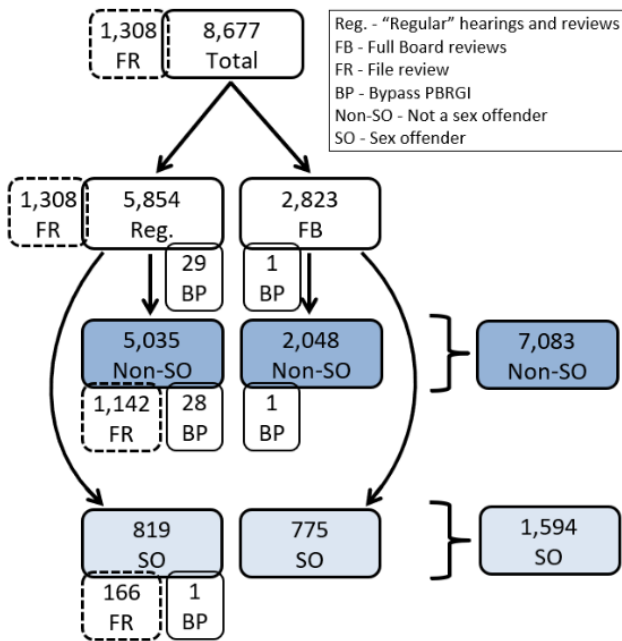 1,308
FR
8,677
Total
Reg. - “Regular” hearings and reviews
FB - Full Board reviews
FR - File review
BP - Bypass PBRGI
Non-SO - Not a sex offender
SO - Sex offender
1,308
FR
5,854
Reg.
2,823
FB
29
BP
1
BP
5,035
Non-SO
2,048
Non-SO
7,083
Non-SO
1,142
FR
28
BP
1
BP
819
SO
775
SO
1,594
SO
166
FR
1
BP